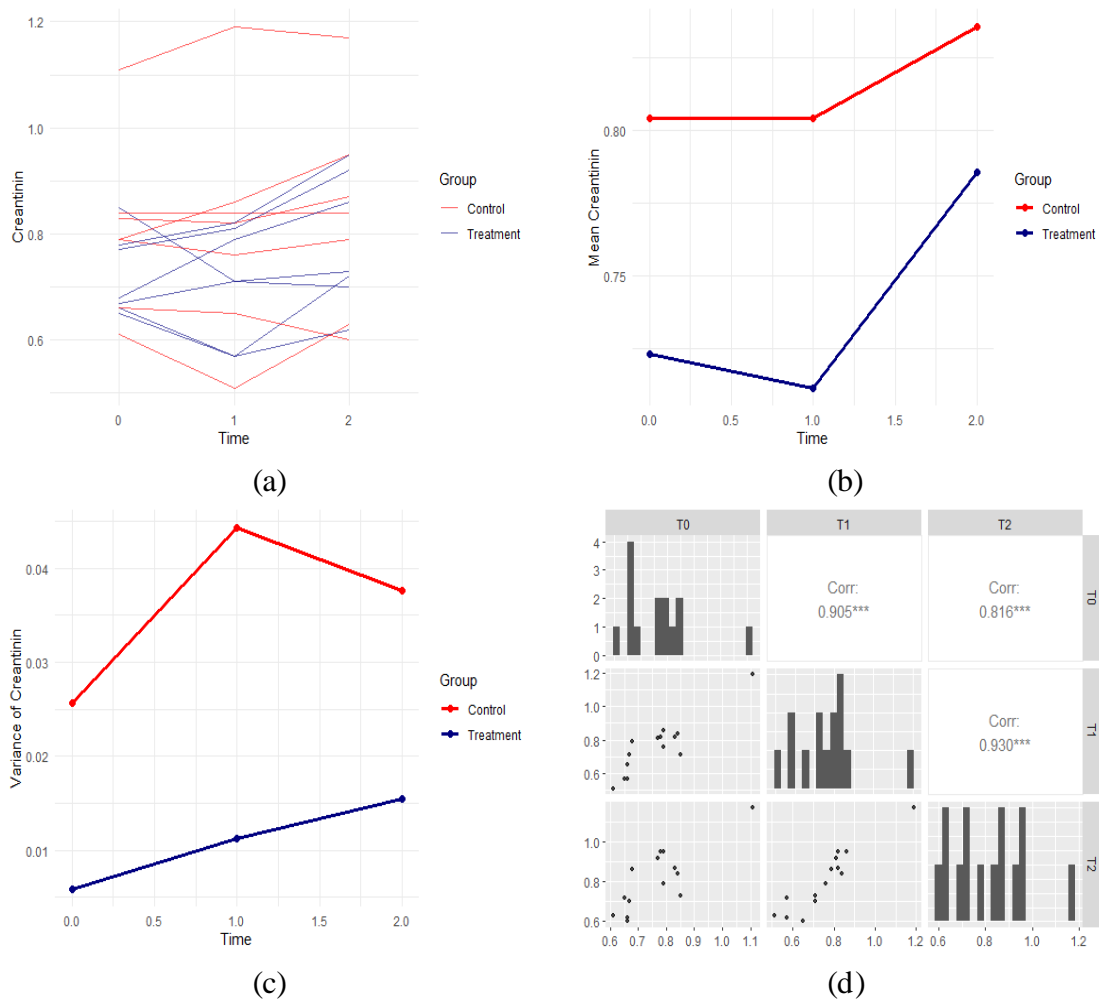 1.2
1.0
0.8
0.6
Creantinin
0 1 2
Time
Group
Control
Treatment
(a)
0.80
0.75
Mean Creantinin
0.0 0.5 1.0 1.5 2.0
Time
Group
Control
Treatment
(b)
0.04
0.03
0.02
0.01
Variance of Creantinin
0.0 0.5 1.0 1.5 2.0
Time
Group
Control
Treatment
(c)
T0 T1 T2
4
3
2
1
0
Corr:
0.905***
Corr:
0.816***
T0
1.2
1.0
0.8
0.6
Corr:
0.930***
T1
1.0
0.8
0.6
T2
0.6 0.7 0.8 0.9 1.0 1.1 0.6 0.8 1.0 1.2 0.6 0.8 1.0 1.2
(d)